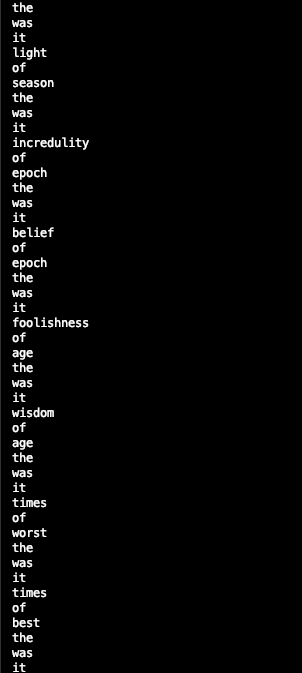 the
was
it
light
of
season
the
was
it
incredulity
of
epoch
the
was
it
belief
of
epoch
the
was
it
foolishness
of
age
the
was
it
wisdom
of
age
the
was
it
times
of
worst
the
was
it
times
of
best
the
was
it